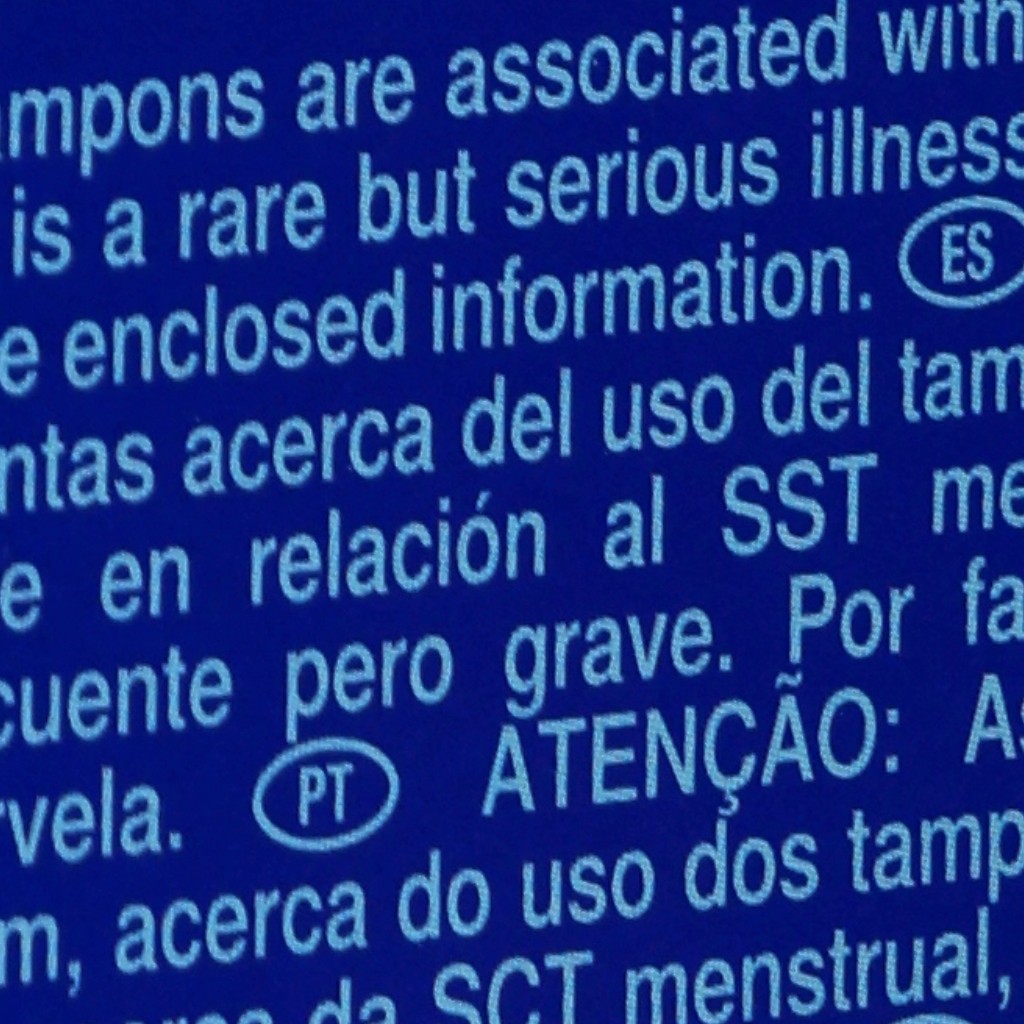 ampons are associated with
is a rare but serious illness
e enclosed information. ES
ntas acerca del uso del tam
e en relación al SST me
cuente pero grave. Por fa
rvela. PT ATENÇÃO: As
m, acerca do uso dos tamp
da SCT menstrual,